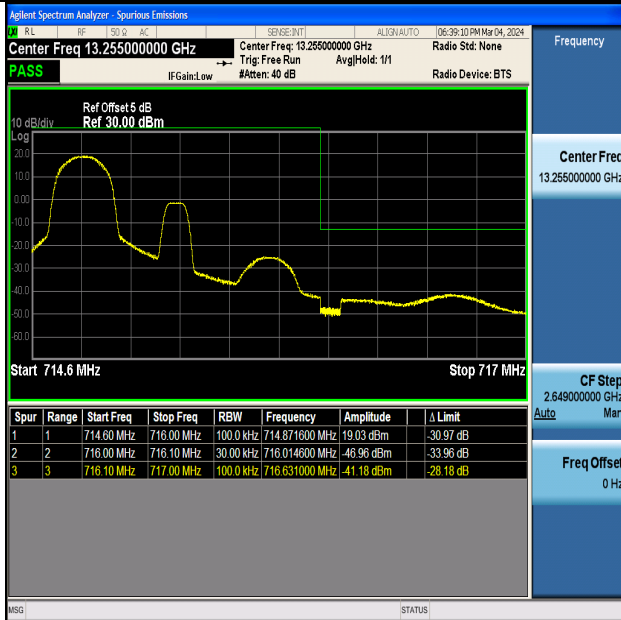 Agilent Spectrum Analyzer - Spurious Emissions
LXI RL RF 50 Ω AC SENSE:INT ALIGN AUTO 06:39:10 PM Mar 04, 2024
Center Freq 13.255000000 GHz
Center Freq: 13.255000000 GHz Radio Std: None
Trig: Free Run Avg|Hold: 1/1
PASS IFGain:Low #Atten: 40 dB Radio Device: BTS
Ref Offset 5 dB
10 dB/div Ref 30.00 dBm
Log
20.0
10.0
0.00
-10.0
-20.0
-30.0
-40.0
-50.0
-60.0
Start 714.6 MHz Stop 717 MHz
Spur Range Start Freq Stop Freq RBW Frequency Amplitude Δ Limit
1 1 714.60 MHz 716.00 MHz 100.0 kHz 714.871600 MHz 19.03 dBm -30.97 dB
2 2 716.00 MHz 716.10 MHz 30.00 kHz 716.014600 MHz -46.96 dBm -33.96 dB
3 3 716.10 MHz 717.00 MHz 100.0 kHz 716.631000 MHz -41.18 dBm -28.18 dB
MSG STATUS
Frequency
Center Freq
13.255000000 GHz
CF Step
2.649000000 GHz
Auto Man
Freq Offset
0 Hz